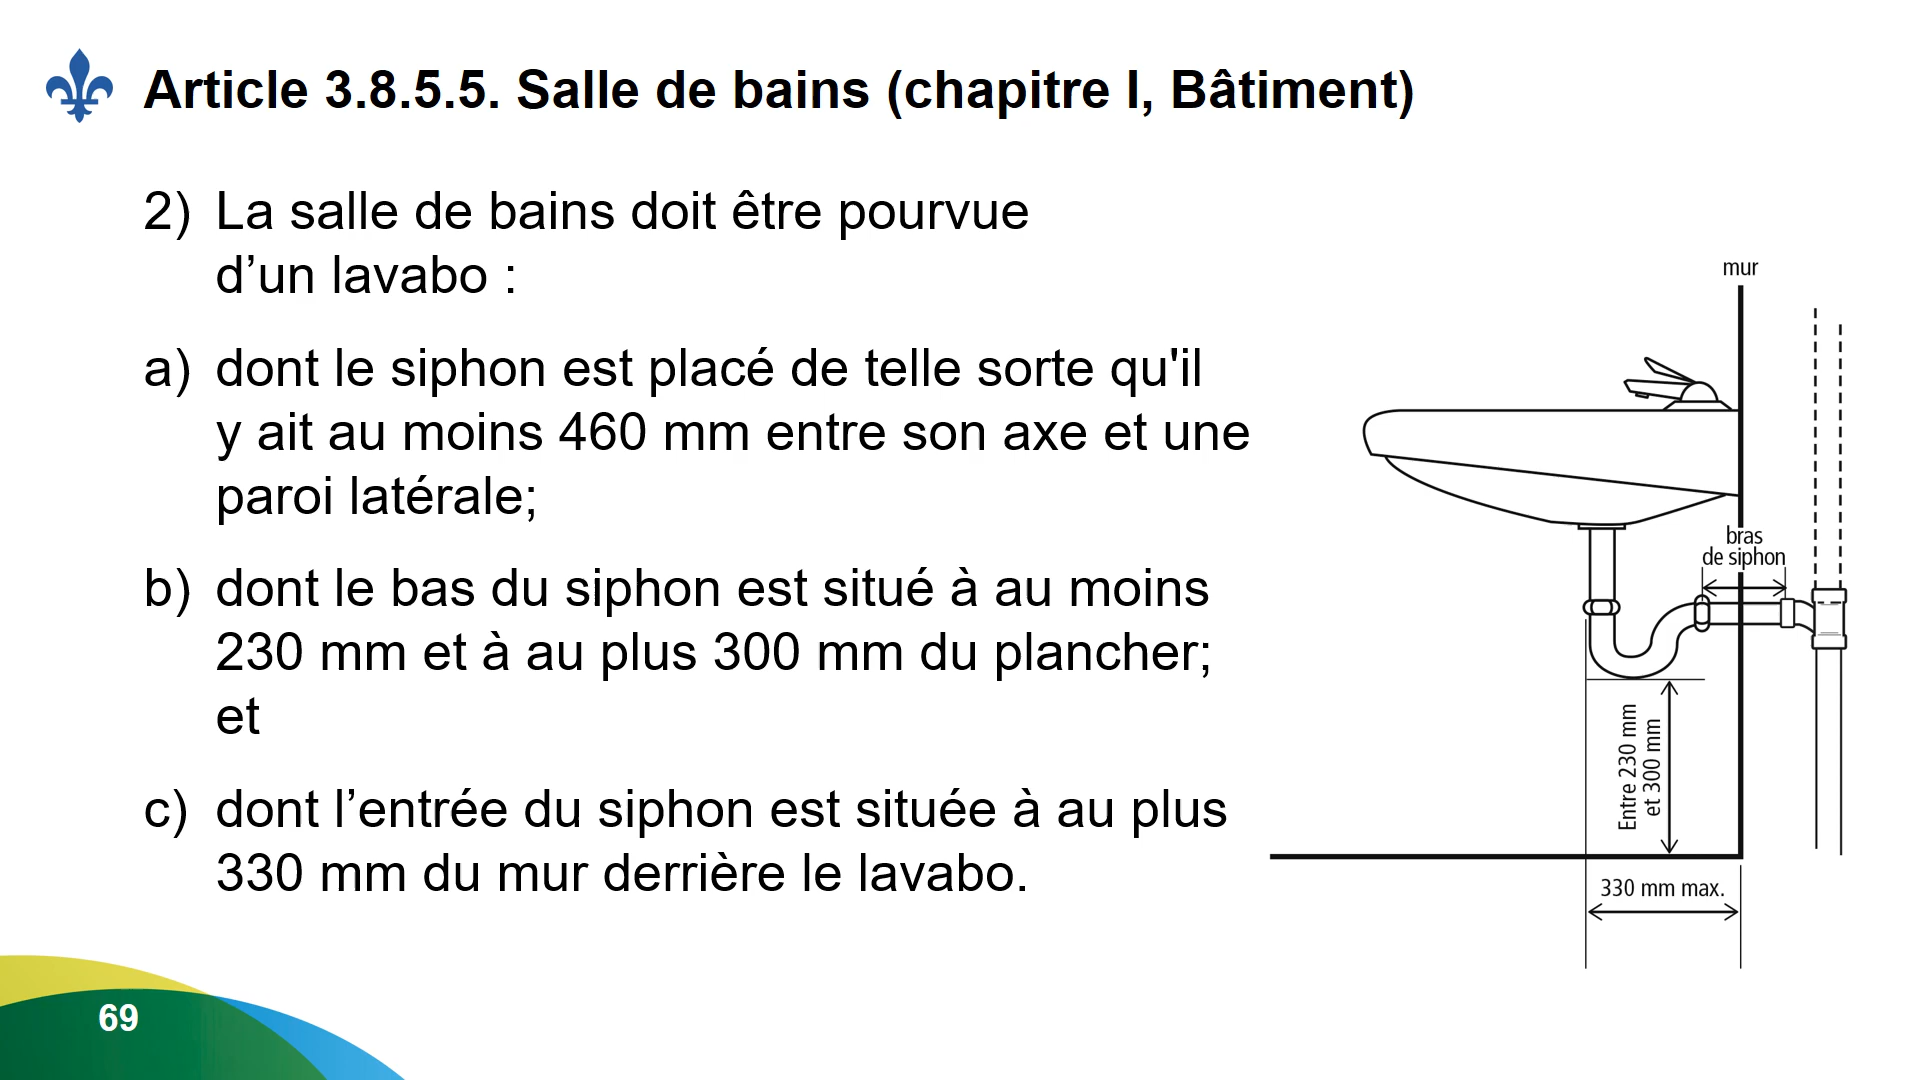 Article 3.8.5.5. Salle de bains (chapitre I, Bâtiment)
2) La salle de bains doit être pourvue
d’un lavabo :
a) dont le siphon est placé de telle sorte qu'il
y ait au moins 460 mm entre son axe et une
paroi latérale;
b) dont le bas du siphon est situé à au moins
230 mm et à au plus 300 mm du plancher;
et
c) dont l’entrée du siphon est située à au plus
330 mm du mur derrière le lavabo.
mur
bras
de siphon
Entre 230 mm
et 300 mm
330 mm max.
69